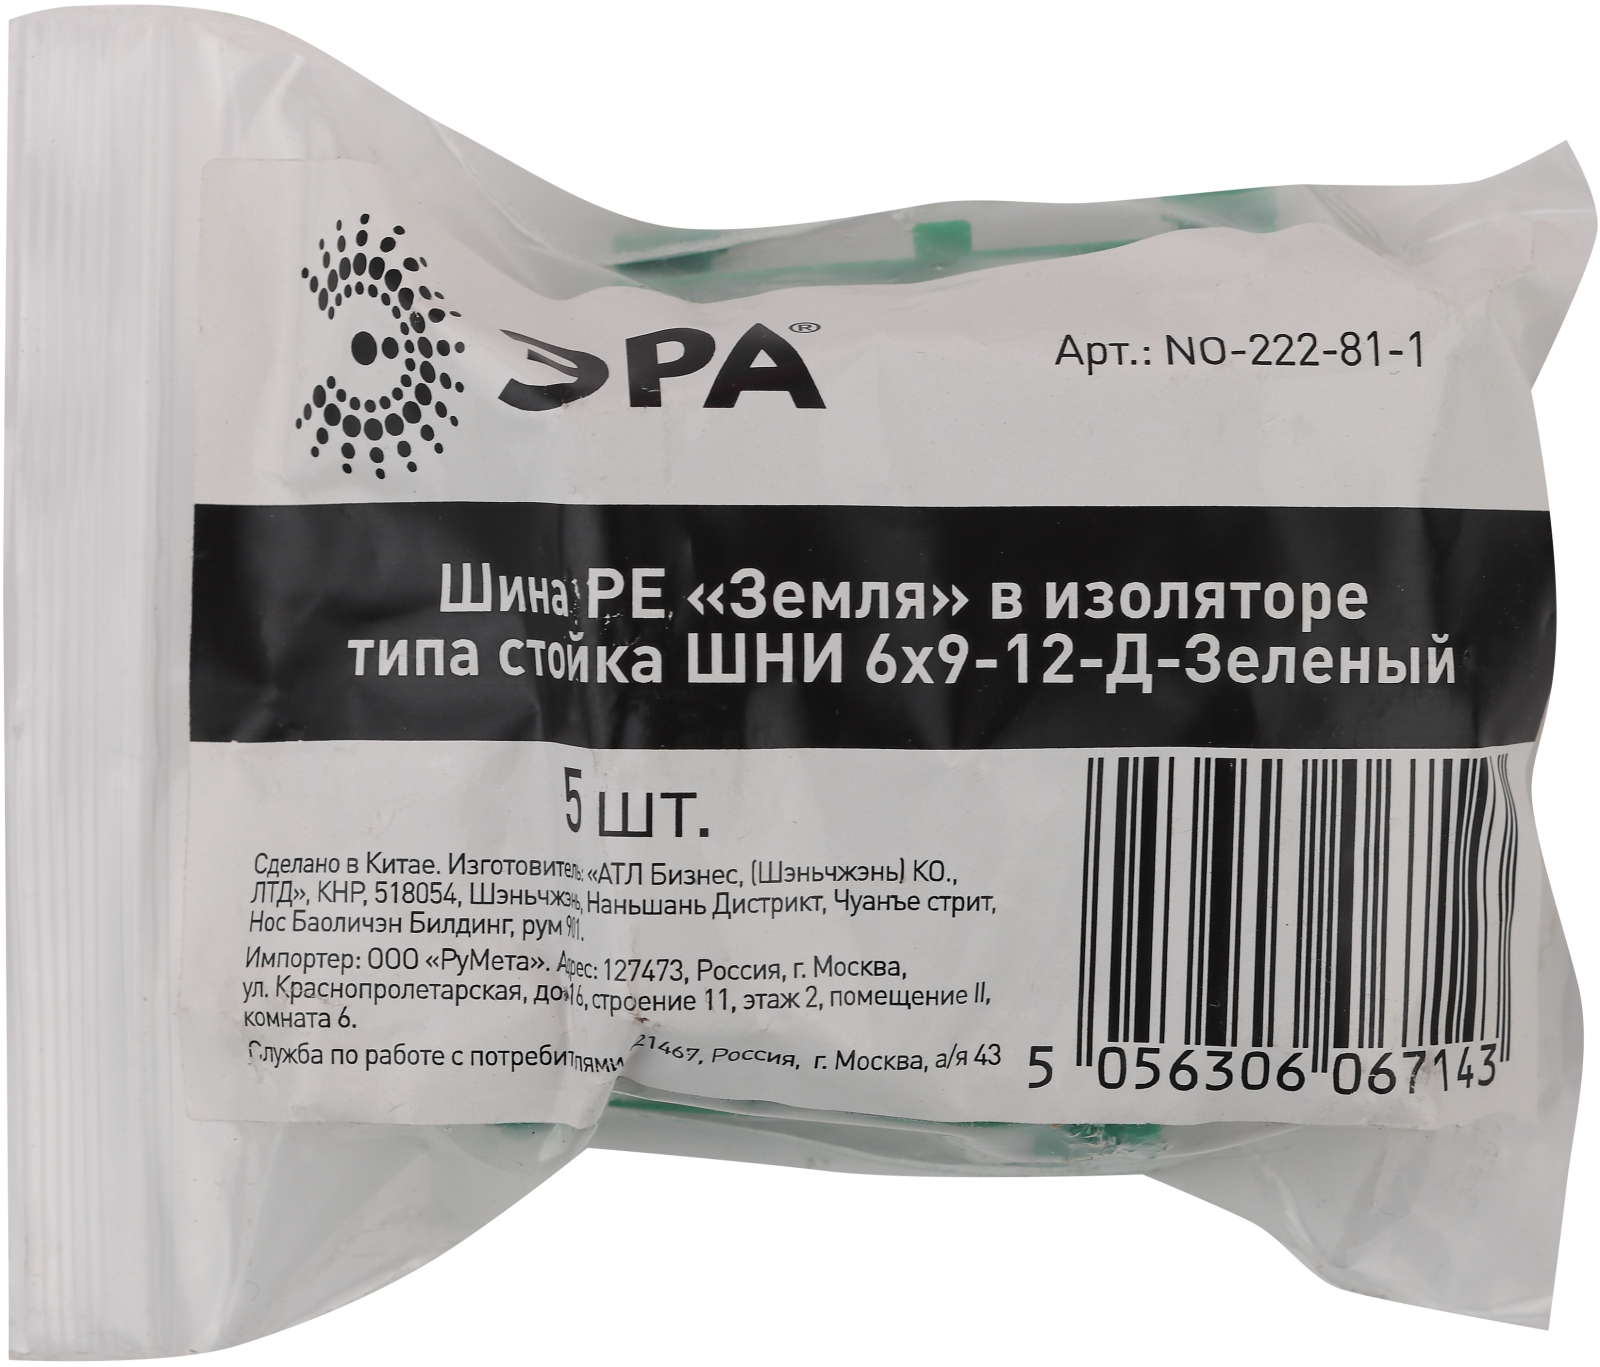 ЭРА®
Арт.: NO-222-81-1
Шина PE «Земля» в изоляторе
типа стойка ШНИ 6х9-12-Д-Зеленый
5 шт.
Сделано в Китае. Изготовитель: «АТЛ Бизнес, (Шэньчжэнь) КО.,
ЛТД», КНР, 518054, Шэньчжэнь, Наньшань Дистрикт, Чуанъе стрит,
Нос Баоличэн Билдинг, рум 901.
Импортер: ООО «РуМета». Адрес: 127473, Россия, г. Москва,
ул. Краснопролетарская, дом 16, строение 11, этаж 2, помещение II,
комната 6.
Служба по работе с потребителями Россия, г. Москва, а/я 43
5 056306 067143